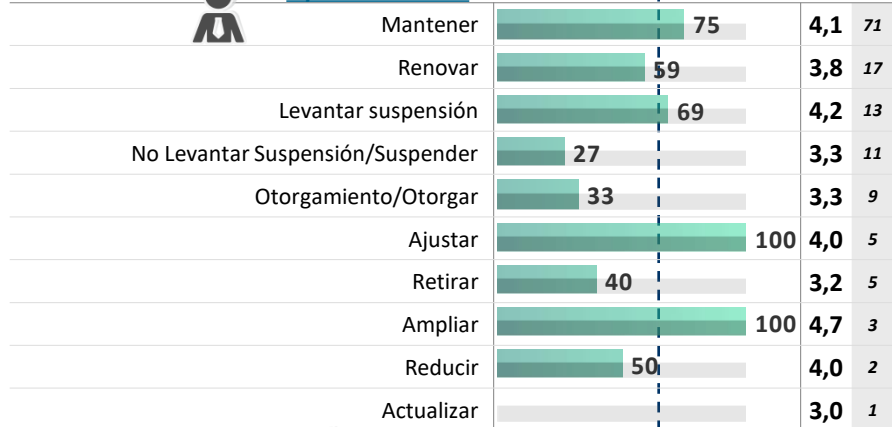 Mantener 75 4,1 71
Renovar 59 3,8 17
Levantar suspensión 69 4,2 13
No Levantar Suspensión/Suspender 27 3,3 11
Otorgamiento/Otorgar 33 3,3 9
Ajustar 100 4,0 5
Retirar 40 3,2 5
Ampliar 100 4,7 3
Reducir 50 4,0 2
Actualizar 3,0 1